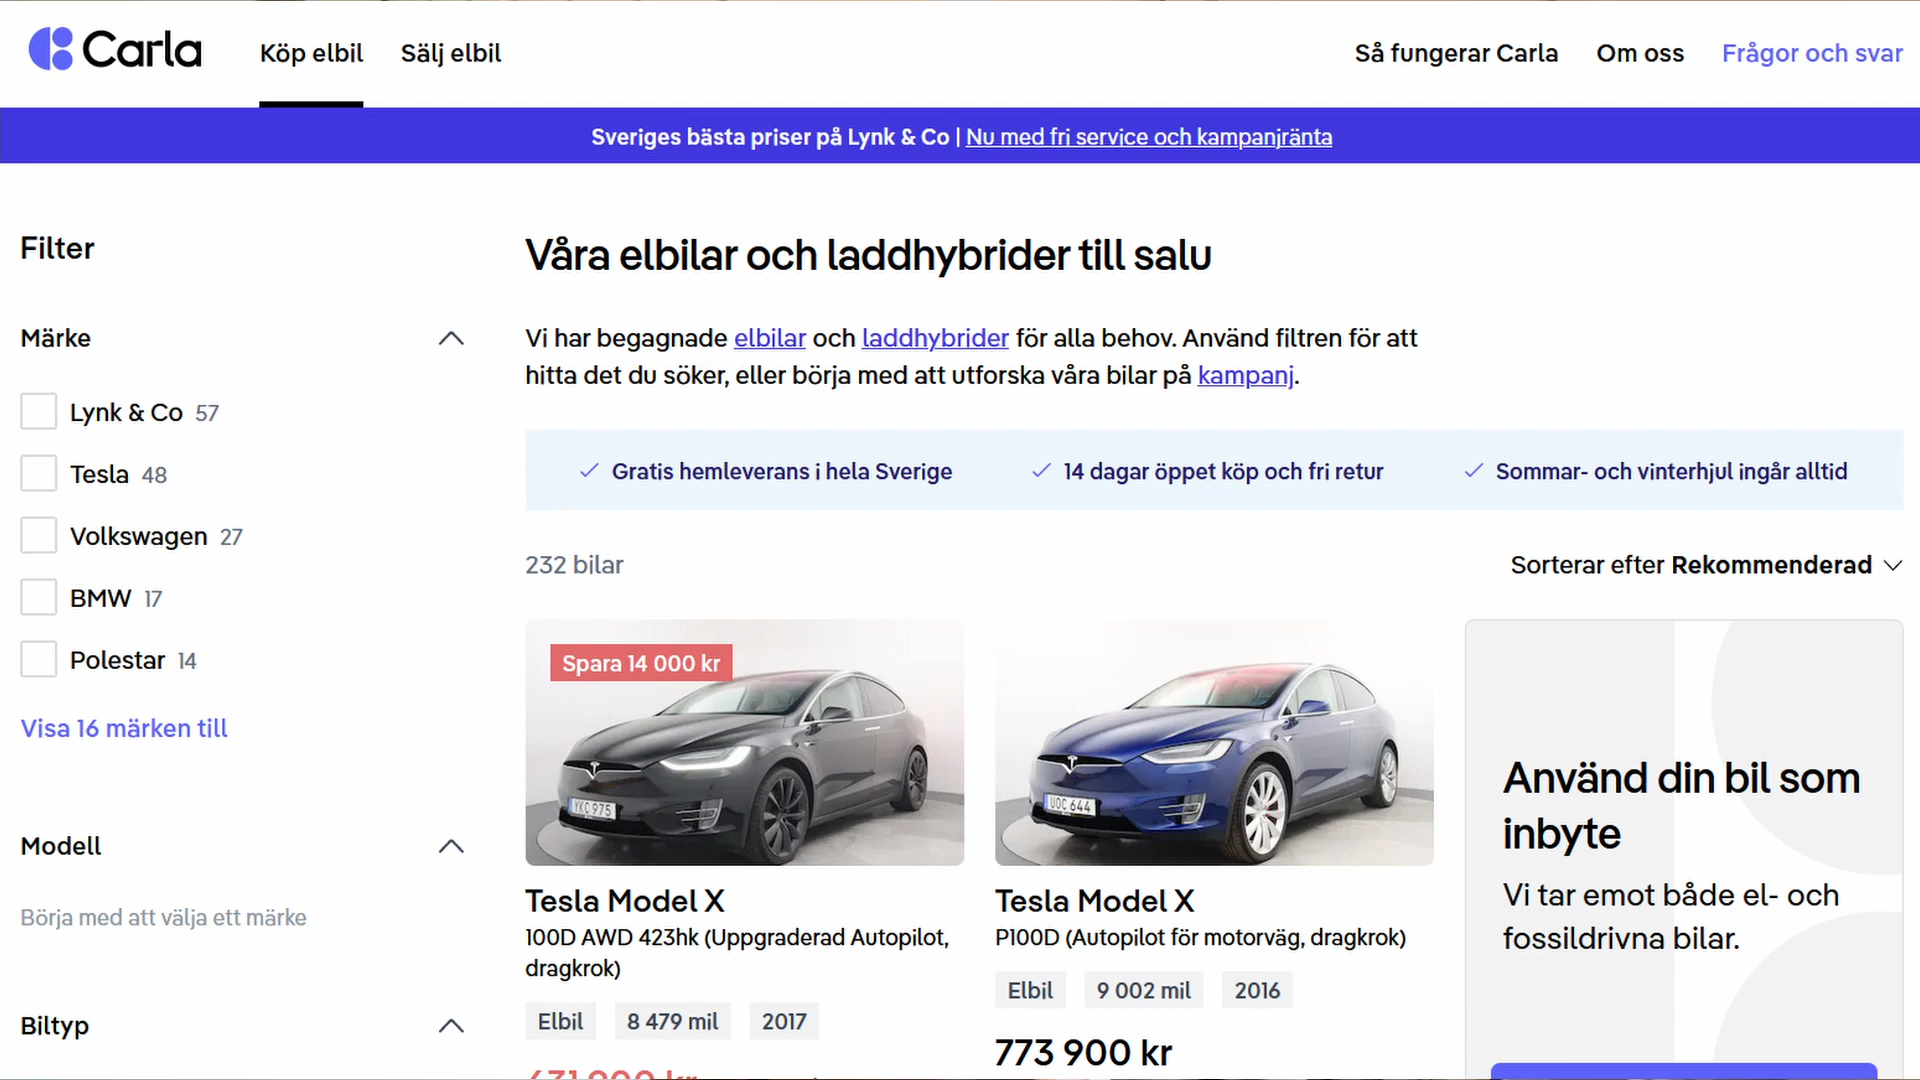 Carla
Köp elbil
Sälj elbil
Så fungerar Carla
Om oss
Frågor och svar
Sveriges bästa priser på Lynk & Co | Nu med fri service och kampanjränta
Filter
Märke
Lynk & Co 57
Tesla 48
Volkswagen 27
BMW 17
Polestar 14
Visa 16 märken till
Modell
Börja med att välja ett märke
Biltyp
Våra elbilar och laddhybrider till salu
Vi har begagnade elbilar och laddhybrider för alla behov. Använd filtren för att
hitta det du söker, eller börja med att utforska våra bilar på kampanj.
Gratis hemleverans i hela Sverige
14 dagar öppet köp och fri retur
Sommar- och vinterhjul ingår alltid
232 bilar
Sorterar efter Rekommenderad
Spara 14 000 kr
YKC 975
Tesla Model X
100D AWD 423hk (Uppgraderad Autopilot,
dragkrok)
Elbil
8 479 mil
2017
UOC 644
Tesla Model X
P100D (Autopilot för motorväg, dragkrok)
Elbil
9 002 mil
2016
773 900 kr
Använd din bil som
inbyte
Vi tar emot både el- och
fossildrivna bilar.